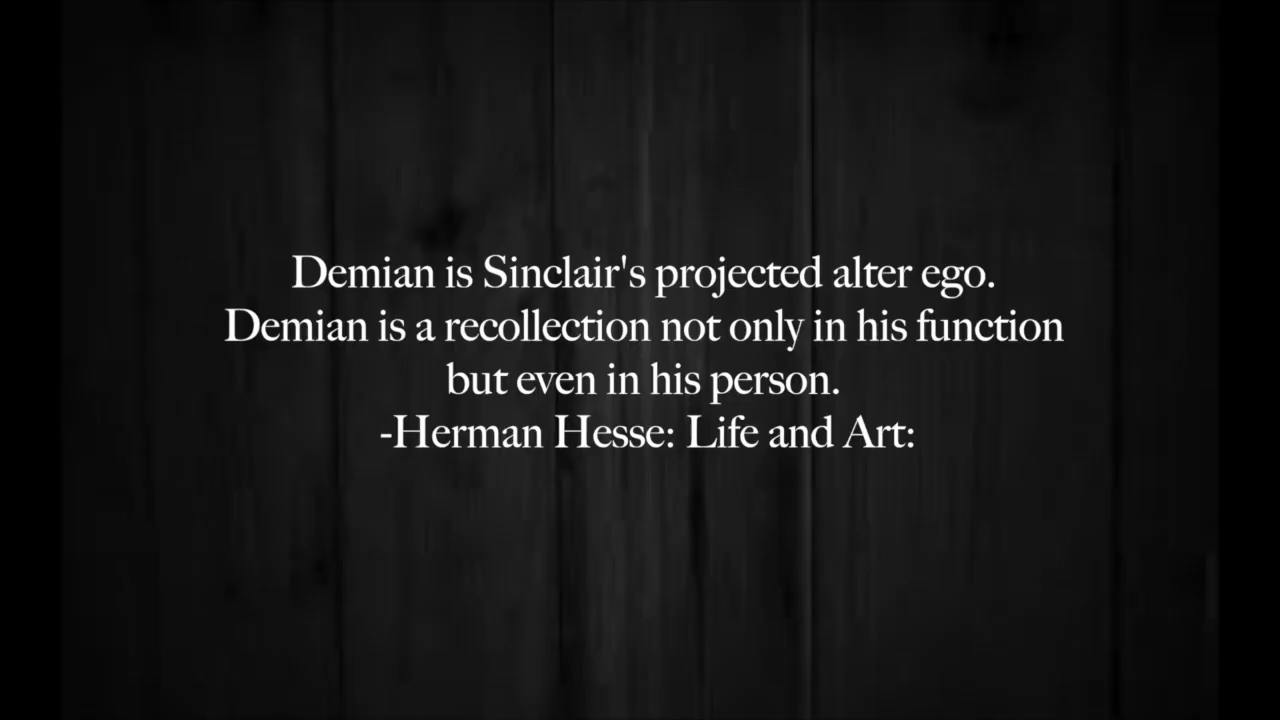 Demian is Sinclair's projected alter ego.
Demian is a recollection not only in his function
but even in his person.
-Herman Hesse: Life and Art: